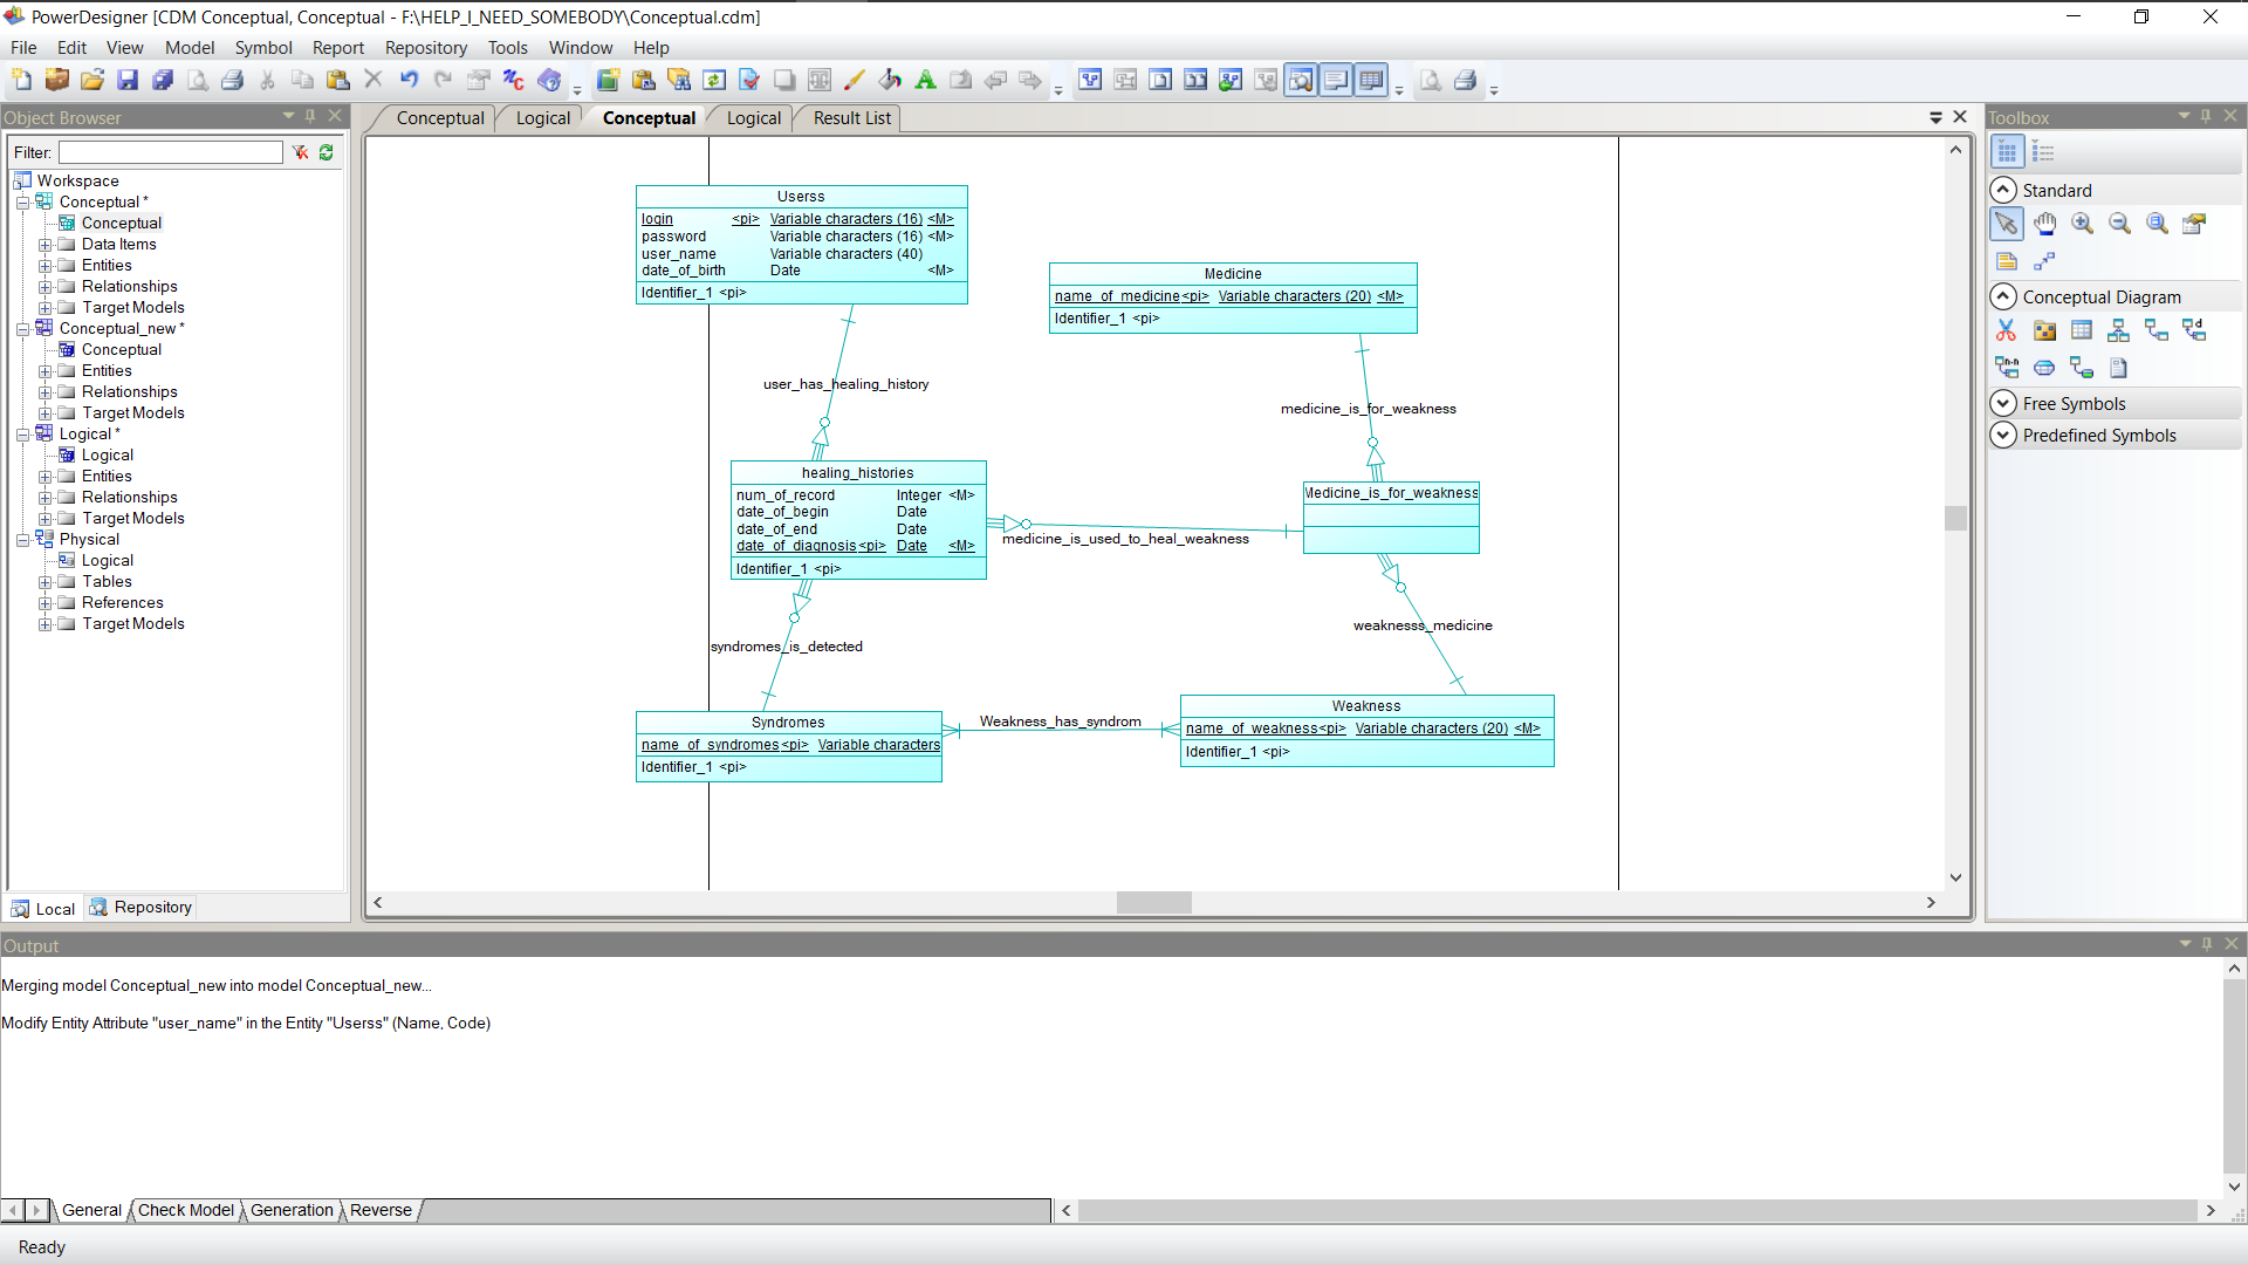 PowerDesigner [CDM Conceptual, Conceptual - F:\HELP_I_NEED_SOMEBODY\Conceptual.cdm]
File Edit View Model Symbol Report Repository Tools Window Help
Object Browser
Filter:
Workspace
Conceptual *
Conceptual
Data Items
Entities
Relationships
Target Models
Conceptual_new *
Conceptual
Entities
Relationships
Target Models
Logical *
Logical
Entities
Relationships
Target Models
Physical
Logical
Tables
References
Target Models
Local Repository
Conceptual Logical Conceptual Logical Result List
Userss
login <pi> Variable characters (16) <M>
password Variable characters (16) <M>
user_name Variable characters (40)
date_of_birth Date <M>
Identifier_1 <pi>
Medicine
name_of_medicine <pi> Variable characters (20) <M>
Identifier_1 <pi>
user_has_healing_history
medicine_is_for_weakness
healing_histories
num_of_record Integer <M>
date_of_begin Date
date_of_end Date
date_of_diagnosis <pi> Date <M>
Identifier_1 <pi>
Medicine_is_for_weakness
medicine_is_used_to_heal_weakness
weaknesss_medicine
syndromes_is_detected
Syndromes
name_of_syndromes <pi> Variable characters
Identifier_1 <pi>
Weakness_has_syndrom
Weakness
name_of_weakness <pi> Variable characters (20) <M>
Identifier_1 <pi>
Toolbox
Standard
Conceptual Diagram
Free Symbols
Predefined Symbols
Output
Merging model Conceptual_new into model Conceptual_new...
Modify Entity Attribute "user_name" in the Entity "Userss" (Name, Code)
General Check Model Generation Reverse
Ready